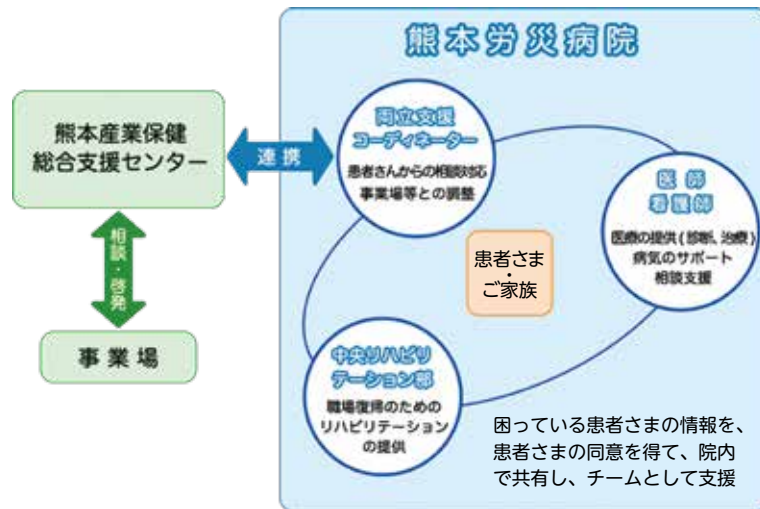 熊本労災病院
熊本産業保健
総合支援センター
連携
両立支援
コーディネーター
患者さんからの相談対応
事業場等との調整
医師
看護師
医療の提供(診断、治療)
病気のサポート
相談支援
患者さま
・
ご家族
相談・啓発
事業場
中央リハビリ
テーション部
職場復帰のための
リハビリテーション
の提供
困っている患者さまの情報を、
患者さまの同意を得て、院内
で共有し、チームとして支援